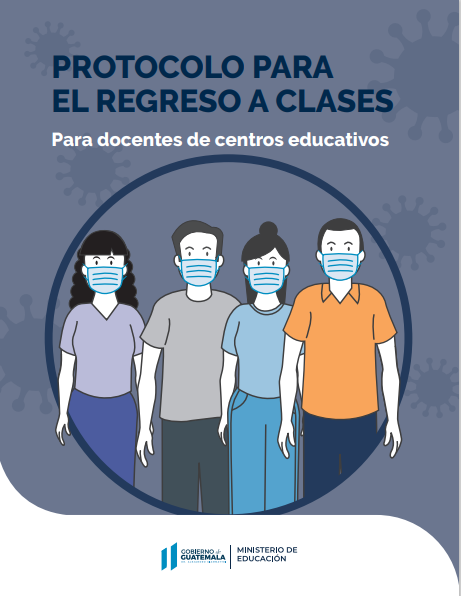 PROTOCOLO PARA
EL REGRESO A CLASES
Para docentes de centros educativos
GOBIERNO de
GUATEMALA
MINISTERIO DE
EDUCACIÓN